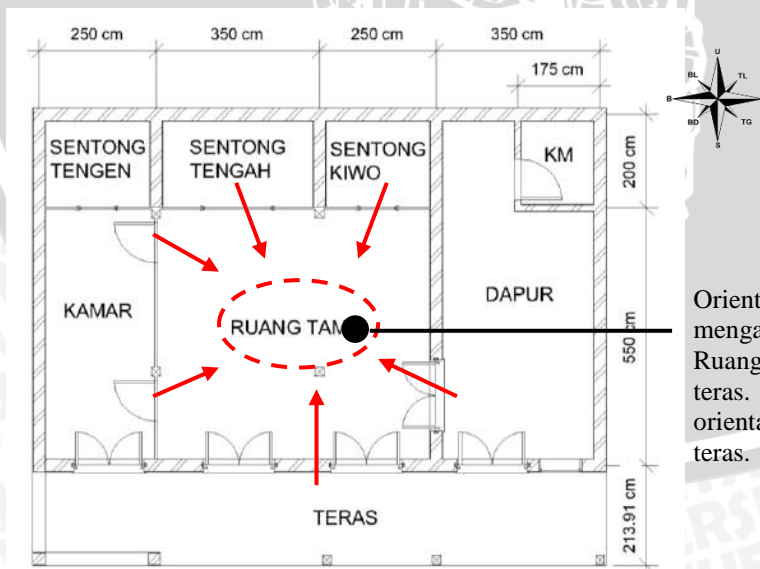 250 cm
350 cm
250 cm
350 cm
175 cm
U
BL
TL
B
BD
TG
S
SENTONG
TENGEN
SENTONG
TENGAH
SENTONG
KIWO
KM
200 cm
KAMAR
RUANG TAM
DAPUR
550 cm
Orient
menga
Ruang
teras.
orienta
teras.
TERAS
213.91 cm